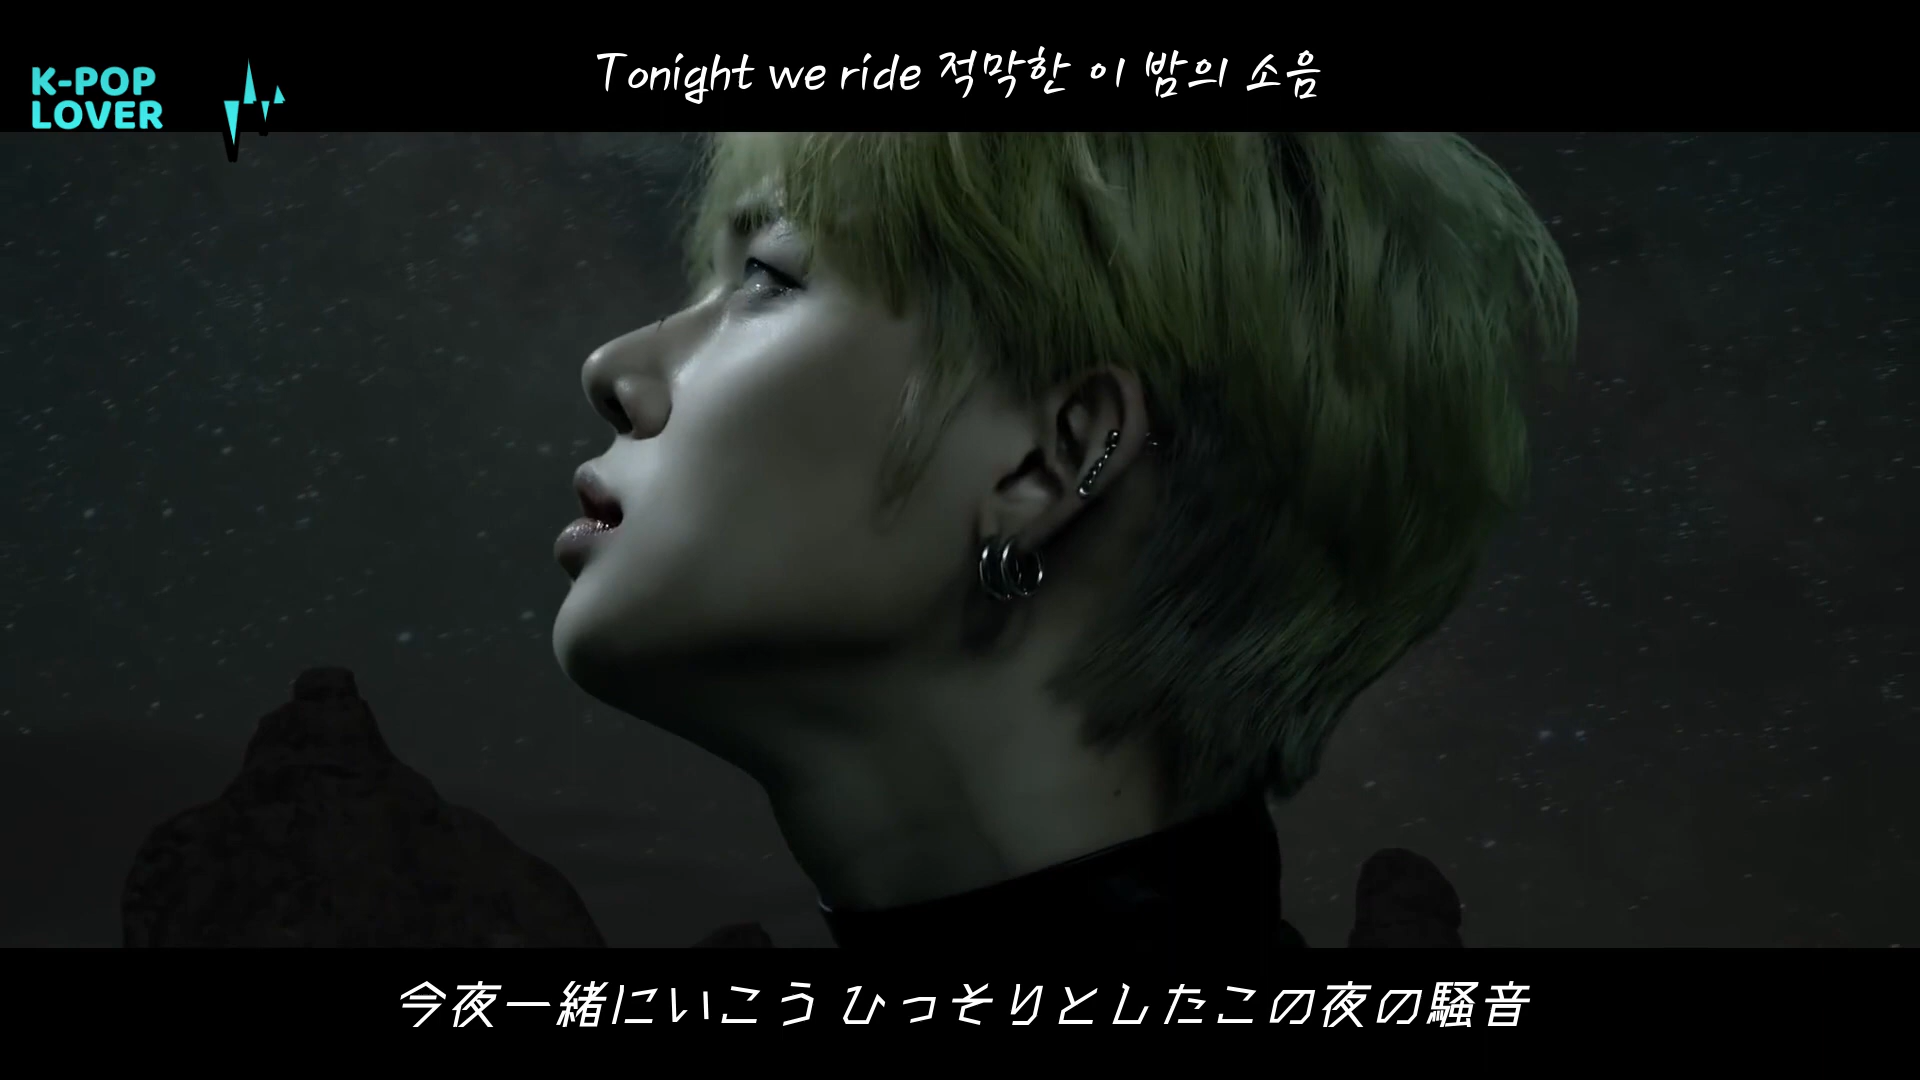 Tonight we ride 적막한 이 밤의 소음
K-POP
LOVER
今夜一緒にいこう ひっそりとしたこの夜の騒音